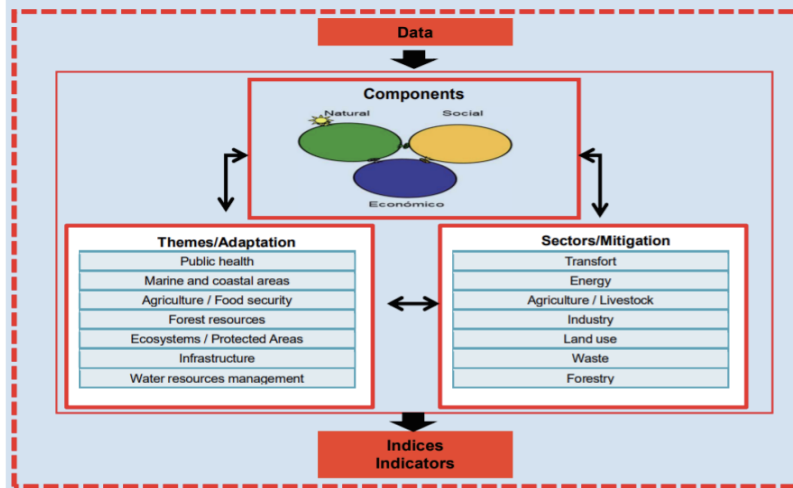 Data
Components
Natural Social
Económico
Themes/Adaptation
Public health
Marine and coastal areas
Agriculture / Food security
Forest resources
Ecosystems / Protected Areas
Infrastructure
Water resources management
Sectors/Mitigation
Transfort
Energy
Agriculture / Livestock
Industry
Land use
Waste
Forestry
Indices
Indicators